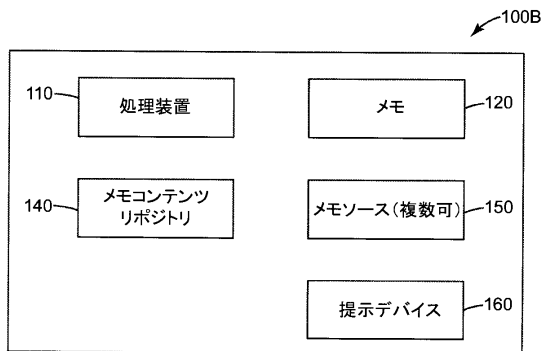 100B
110
処理装置
メモ
120
140
メモコンテンツ
リポジトリ
メモソース(複数可)
150
提示デバイス
160